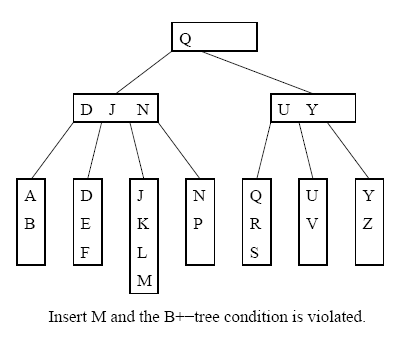 Q
D J N
U Y
A D J N Q U Y
B E K P R V Z
F L S
M
Insert M and the B+−tree condition is violated.